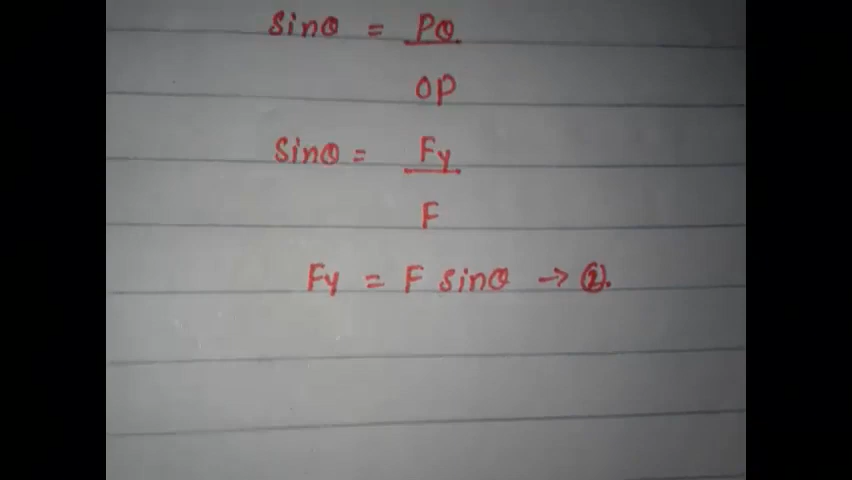 Sinθ = PQ
OP
Sinθ = Fy
F
Fy = F sinθ → ②.